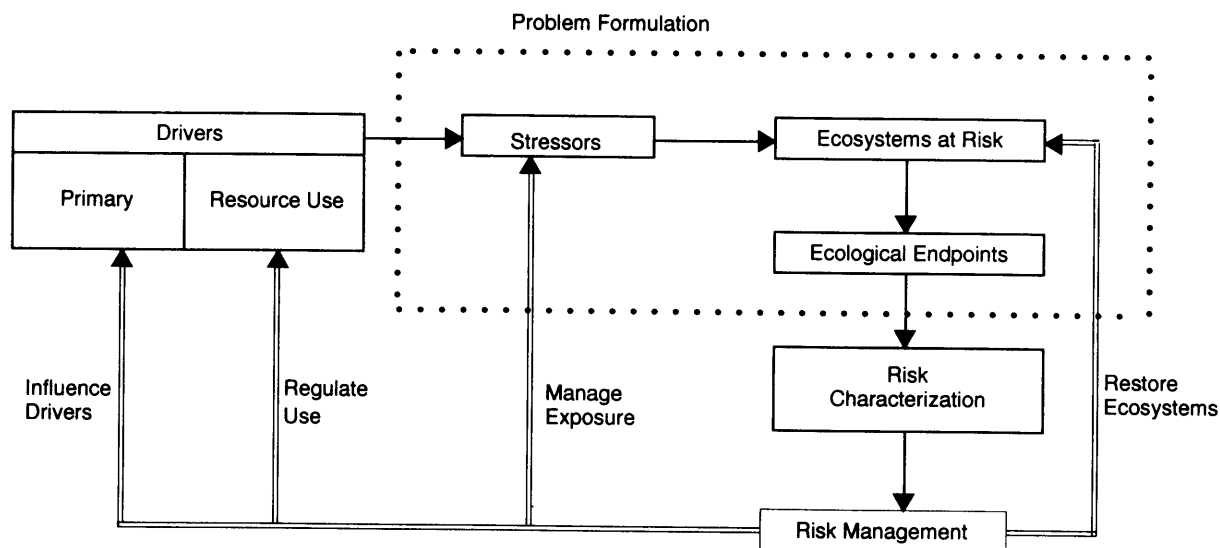 Problem Formulation
Drivers
Primary
Resource Use
Stressors
Ecosystems at Risk
Ecological Endpoints
Risk
Characterization
Influence
Drivers
Regulate
Use
Manage
Exposure
Restore
Ecosystems
Risk Management